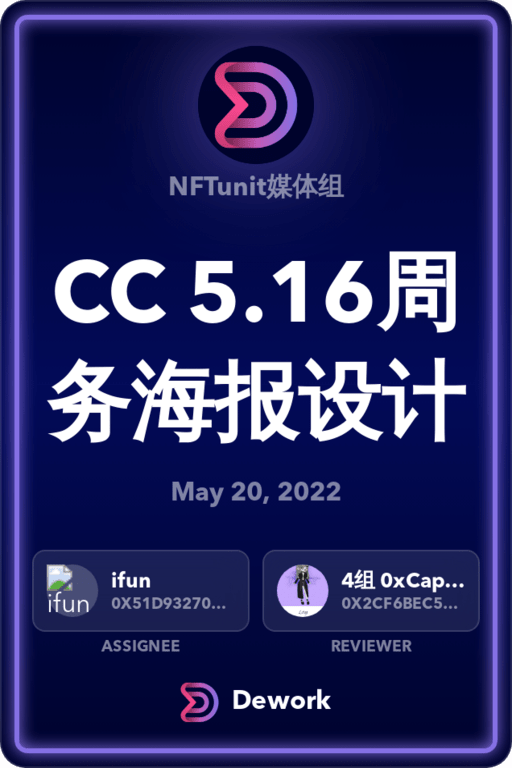 NFTunit媒体组
CC 5.16周
务海报设计
May 20, 2022
ifun
ifun
0X51D93270...
ASSIGNEE
4组 0xCap...
0X2CF6BEC5...
REVIEWER
Dework